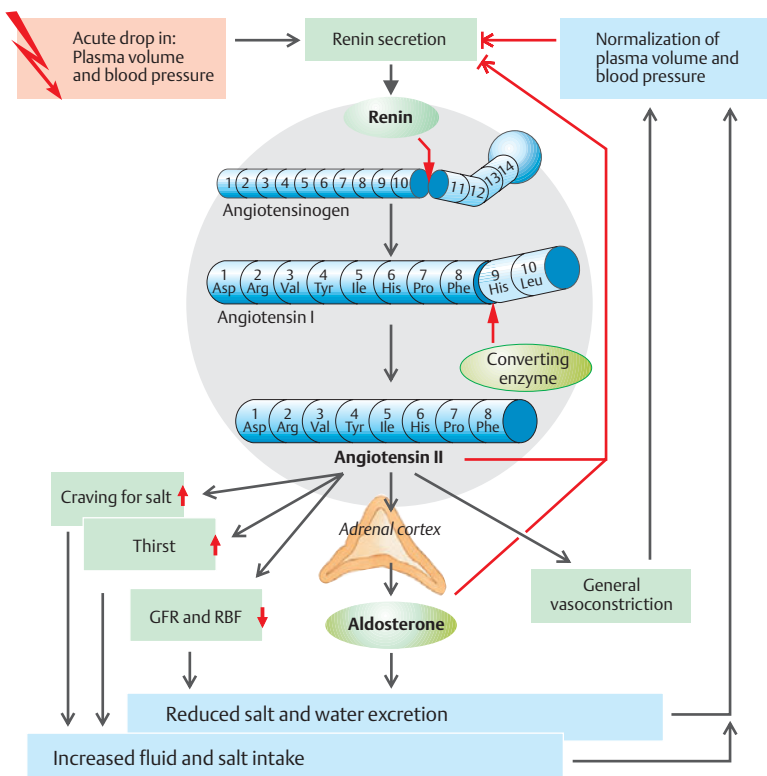 Acute drop in:
Plasma volume
and blood pressure
Renin secretion
Normalization of
plasma volume and
blood pressure
Renin
1 2 3 4 5 6 7 8 9 10 11 12 13 14
Angiotensinogen
1 2 3 4 5 6 7 8 9 10
Asp Arg Val Tyr Ile His Pro Phe His Leu
Angiotensin I
Converting
enzyme
1 2 3 4 5 6 7 8
Asp Arg Val Tyr Ile His Pro Phe
Angiotensin II
Craving for salt
Thirst
Adrenal cortex
GFR and RBF
Aldosterone
General
vasoconstriction
Reduced salt and water excretion
Increased fluid and salt intake